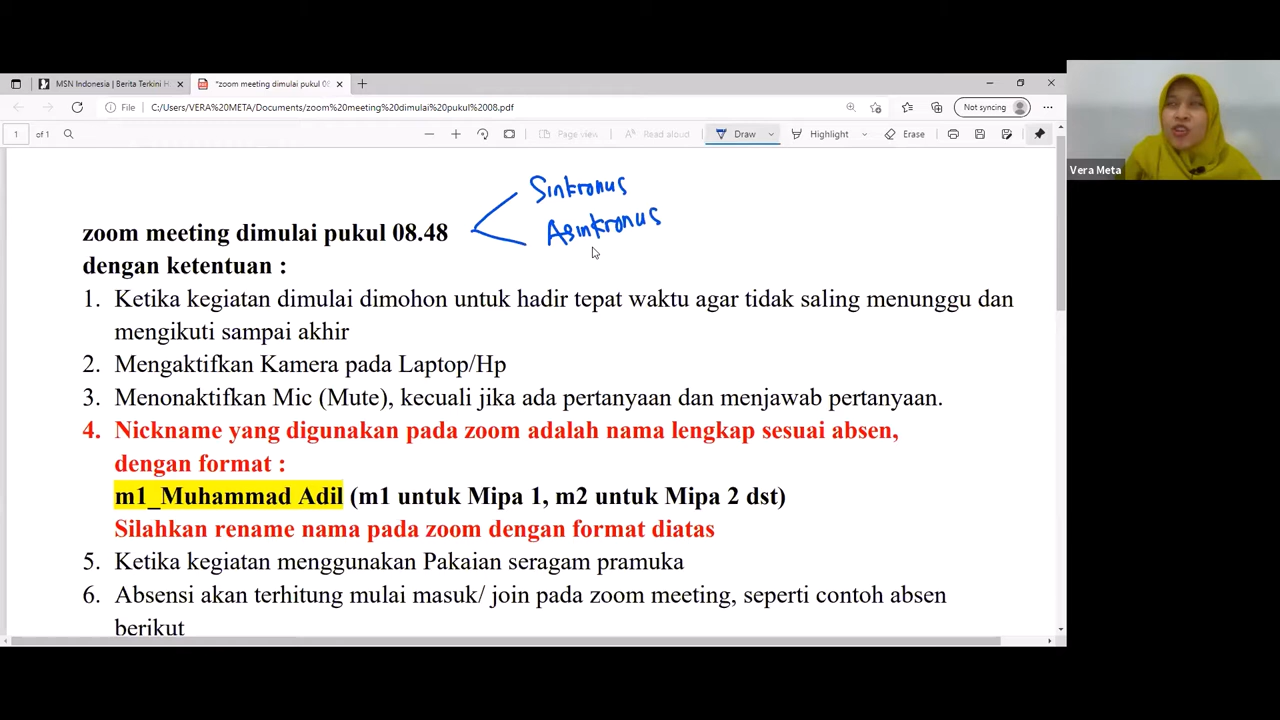 MSN Indonesia | Berita Terkini H
*zoom meeting dimulai pukul 08
File
C:/Users/VERA%20META/Documents/zoom%20meeting%20dimulai%20pukul%2008.pdf
Not syncing
1 of 1
Page view
Read aloud
Draw
Highlight
Erase
Vera Meta
Sinkronus
Asinkronus
zoom meeting dimulai pukul 08.48
dengan ketentuan :
1. Ketika kegiatan dimulai dimohon untuk hadir tepat waktu agar tidak saling menunggu dan
mengikuti sampai akhir
2. Mengaktifkan Kamera pada Laptop/Hp
3. Menonaktifkan Mic (Mute), kecuali jika ada pertanyaan dan menjawab pertanyaan.
4. Nickname yang digunakan pada zoom adalah nama lengkap sesuai absen,
dengan format :
m1_Muhammad Adil (m1 untuk Mipa 1, m2 untuk Mipa 2 dst)
Silahkan rename nama pada zoom dengan format diatas
5. Ketika kegiatan menggunakan Pakaian seragam pramuka
6. Absensi akan terhitung mulai masuk/ join pada zoom meeting, seperti contoh absen
berikut